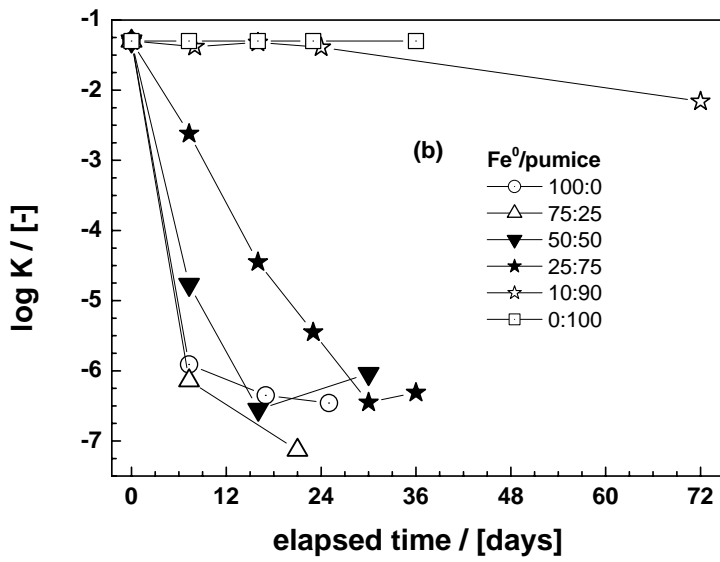 -1
-2
-3
-4
-5
-6
-7
log K / [-]
(b)
Fe⁰/pumice
100:0
75:25
50:50
25:75
10:90
0:100
0 12 24 36 48 60 72
elapsed time / [days]